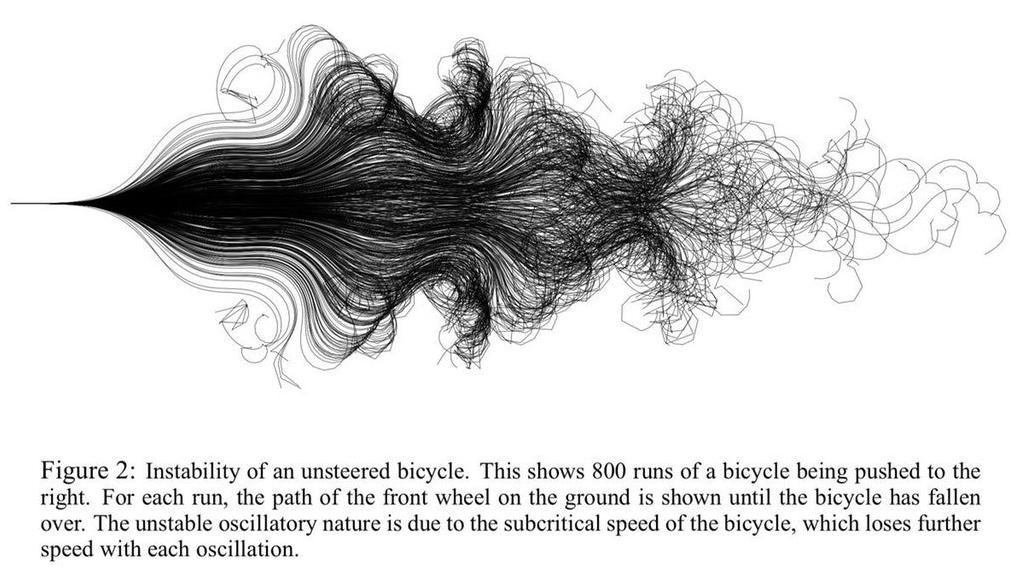 Figure 2: Instability of an unsteered bicycle. This shows 800 runs of a bicycle being pushed to the
right. For each run, the path of the front wheel on the ground is shown until the bicycle has fallen
over. The unstable oscillatory nature is due to the subcritical speed of the bicycle, which loses further
speed with each oscillation.